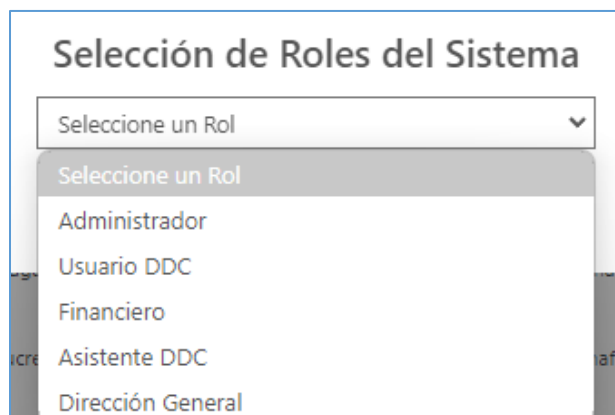 Selección de Roles del Sistema
Seleccione un Rol
Seleccione un Rol
Administrador
Usuario DDC
Financiero
Asistente DDC
Dirección General